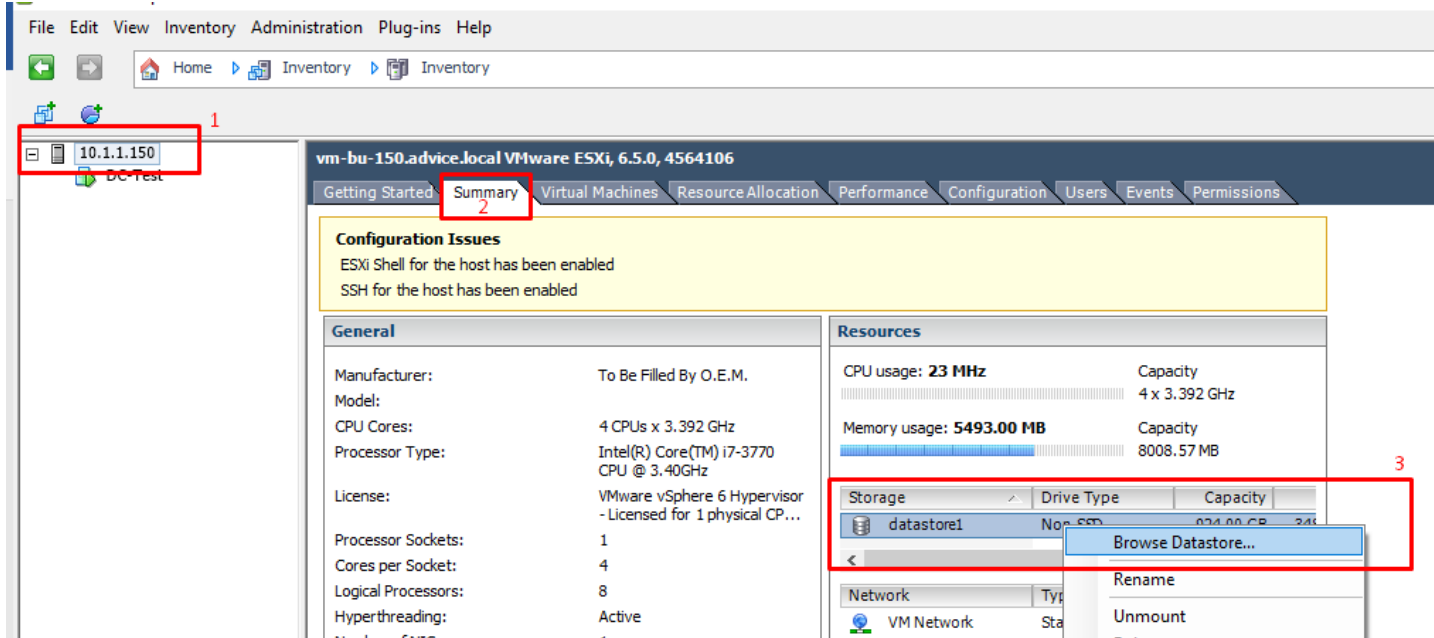 File Edit View Inventory Administration Plug-ins Help
Home Inventory Inventory
1
10.1.1.150
DC-Test
vm-bu-150.advice.local VMware ESXi, 6.5.0, 4564106
Getting Started Summary Virtual Machines Resource Allocation Performance Configuration Users Events Permissions
2
Configuration Issues
ESXi Shell for the host has been enabled
SSH for the host has been enabled
General
Manufacturer: To Be Filled By O.E.M.
Model:
CPU Cores: 4 CPUs x 3.392 GHz
Processor Type: Intel(R) Core(TM) i7-3770
CPU @ 3.40GHz
License: VMware vSphere 6 Hypervisor
- Licensed for 1 physical CP...
Processor Sockets: 1
Cores per Socket: 4
Logical Processors: 8
Hyperthreading: Active
Resources
CPU usage: 23 MHz Capacity
4 x 3.392 GHz
Memory usage: 5493.00 MB Capacity
8008.57 MB
3
Storage Drive Type Capacity
datastore1 Non-SSD
Browse Datastore...
Rename
Unmount
Network
VM Network